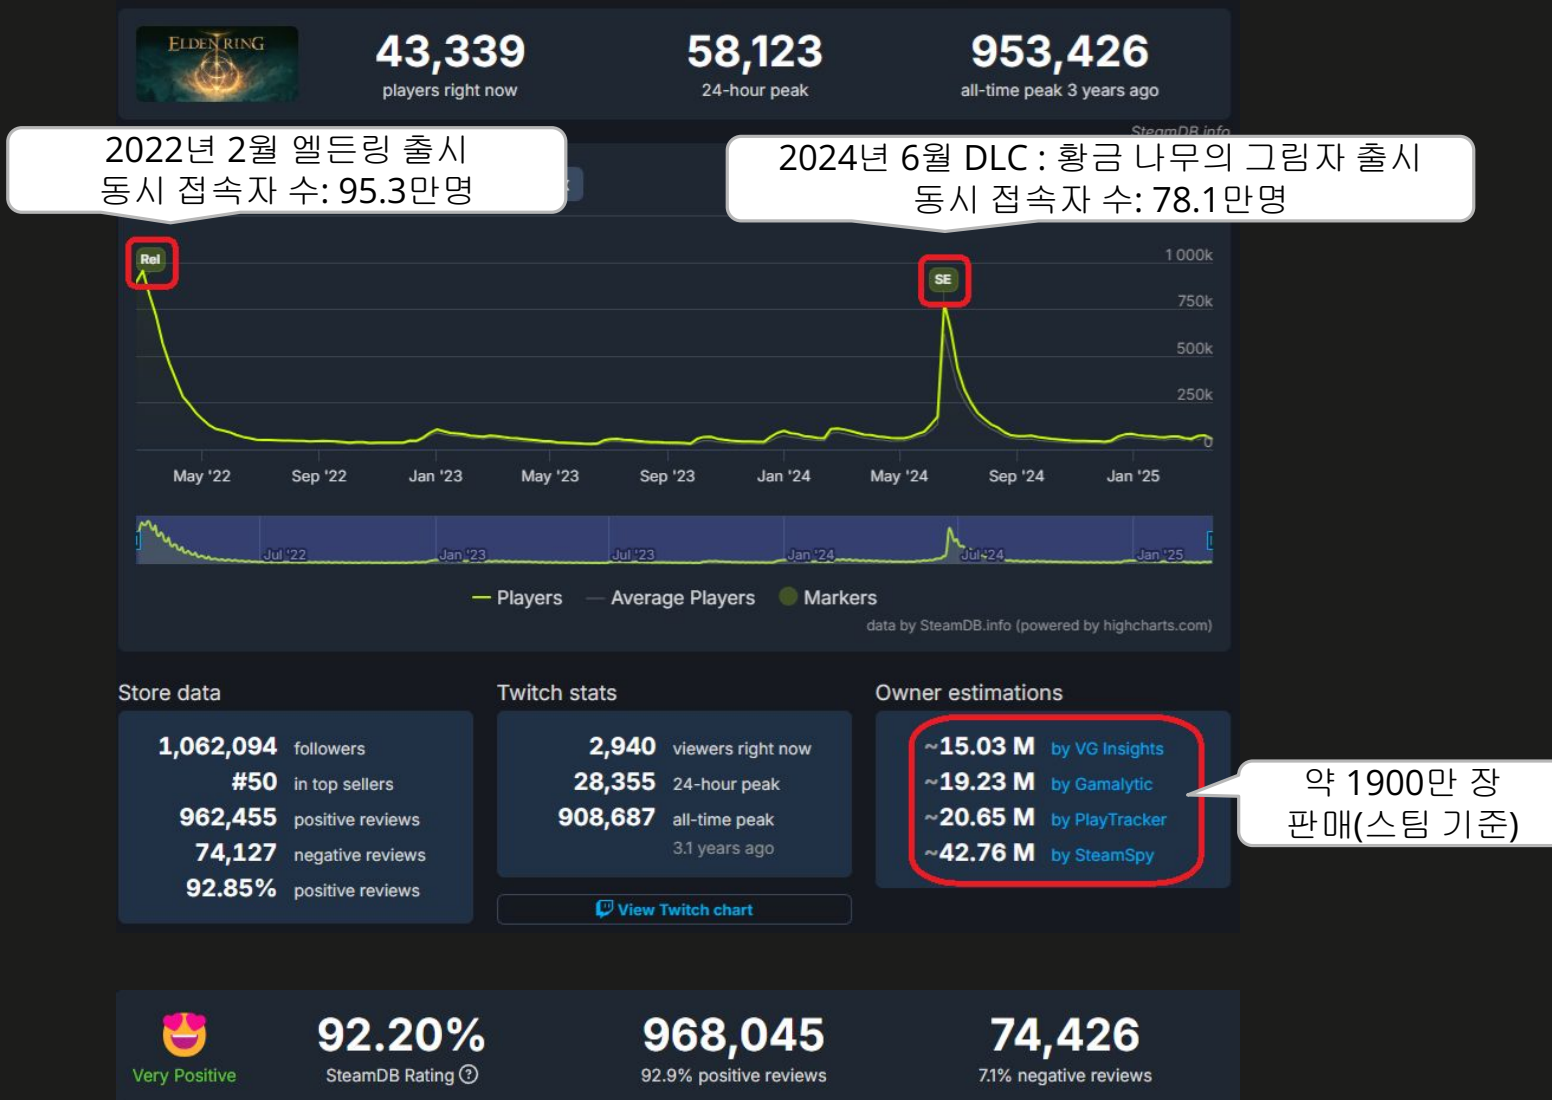 ELDEN RING
43,339
players right now
58,123
24-hour peak
953,426
all-time peak 3 years ago
SteamDB.info
2022년 2월 엘든링 출시
동시 접속자 수: 95.3만명
2024년 6월 DLC : 황금 나무의 그림자 출시
동시 접속자 수: 78.1만명
Rel
SE
1 000k
750k
500k
250k
0
May '22 Sep '22 Jan '23 May '23 Sep '23 Jan '24 May '24 Sep '24 Jan '25
Jul '22 Jan '23 Jul '23 Jan '24 Jul '24 Jan '25
Players Average Players Markers
data by SteamDB.info (powered by highcharts.com)
Store data
1,062,094 followers
#50 in top sellers
962,455 positive reviews
74,127 negative reviews
92.85% positive reviews
Twitch stats
2,940 viewers right now
28,355 24-hour peak
908,687 all-time peak
3.1 years ago
View Twitch chart
Owner estimations
~15.03 M by VG Insights
~19.23 M by Gamalytic
~20.65 M by PlayTracker
~42.76 M by SteamSpy
약 1900만 장
판매(스팀 기준)
Very Positive
92.20%
SteamDB Rating ?
968,045
92.9% positive reviews
74,426
7.1% negative reviews